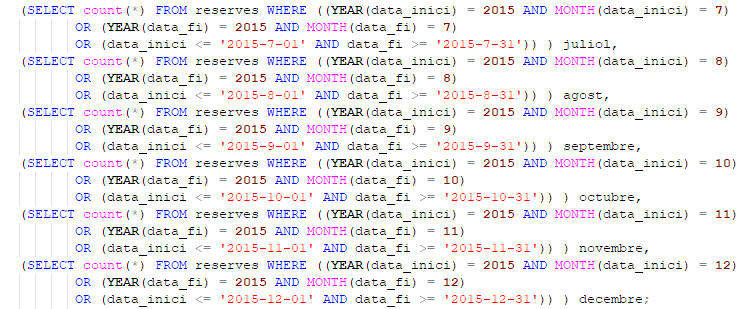 (SELECT count(*) FROM reserves WHERE ((YEAR(data_inici) = 2015 AND MONTH(data_inici) = 7)
OR (YEAR(data_fi) = 2015 AND MONTH(data_fi) = 7)
OR (data_inici <= '2015-7-01' AND data_fi >= '2015-7-31')) ) juliol,
(SELECT count(*) FROM reserves WHERE ((YEAR(data_inici) = 2015 AND MONTH(data_inici) = 8)
OR (YEAR(data_fi) = 2015 AND MONTH(data_fi) = 8)
OR (data_inici <= '2015-8-01' AND data_fi >= '2015-8-31')) ) agost,
(SELECT count(*) FROM reserves WHERE ((YEAR(data_inici) = 2015 AND MONTH(data_inici) = 9)
OR (YEAR(data_fi) = 2015 AND MONTH(data_fi) = 9)
OR (data_inici <= '2015-9-01' AND data_fi >= '2015-9-31')) ) septembre,
(SELECT count(*) FROM reserves WHERE ((YEAR(data_inici) = 2015 AND MONTH(data_inici) = 10)
OR (YEAR(data_fi) = 2015 AND MONTH(data_fi) = 10)
OR (data_inici <= '2015-10-01' AND data_fi >= '2015-10-31')) ) octubre,
(SELECT count(*) FROM reserves WHERE ((YEAR(data_inici) = 2015 AND MONTH(data_inici) = 11)
OR (YEAR(data_fi) = 2015 AND MONTH(data_fi) = 11)
OR (data_inici <= '2015-11-01' AND data_fi >= '2015-11-31')) ) novembre,
(SELECT count(*) FROM reserves WHERE ((YEAR(data_inici) = 2015 AND MONTH(data_inici) = 12)
OR (YEAR(data_fi) = 2015 AND MONTH(data_fi) = 12)
OR (data_inici <= '2015-12-01' AND data_fi >= '2015-12-31')) ) decembre;